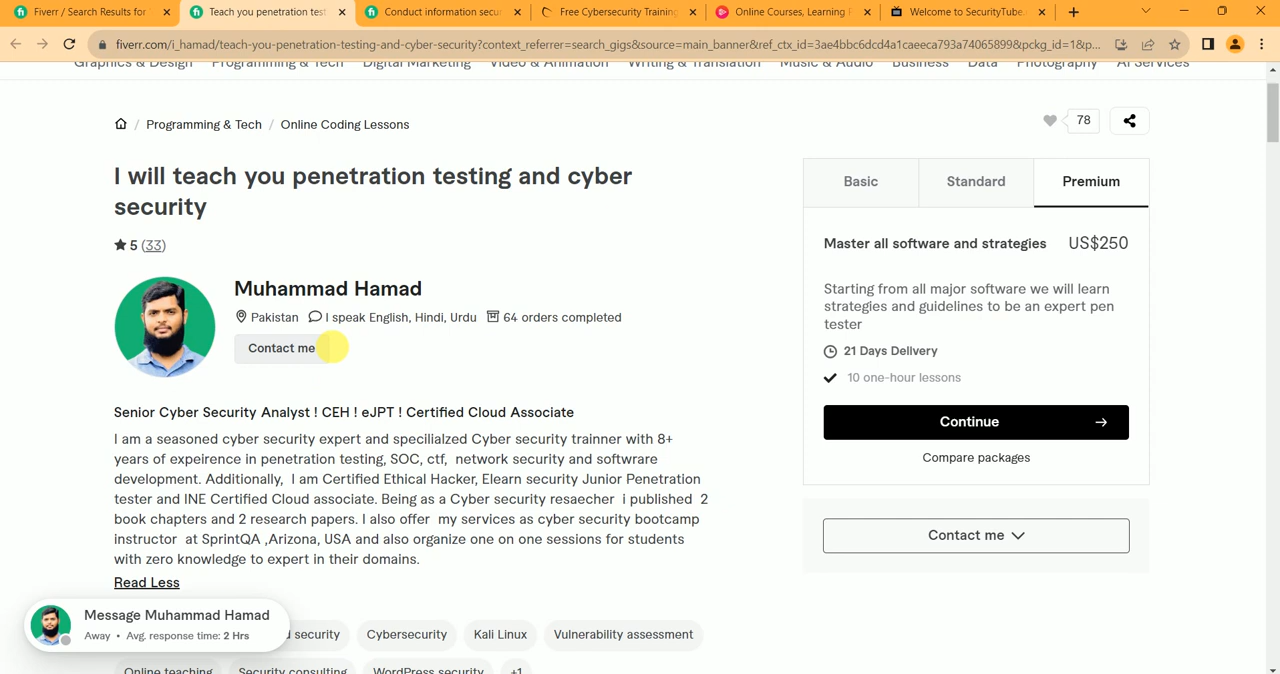 Fiverr / Search Results for
Teach you penetration test
Conduct information secur
Free Cybersecurity Training
Online Courses, Learning P
Welcome to SecurityTube.
fiverr.com/i_hamad/teach-you-penetration-testing-and-cyber-security?context_referrer=search_gigs&source=main_banner&ref_ctx_id=3ae4bbc6dcd4a1caeeca793a74065899&pckg_id=1&p...
Graphics & Design Programming & Tech Digital Marketing Video & Animation Writing & Translation Music & Audio Business Data Photography AI Services
/ Programming & Tech / Online Coding Lessons
78
I will teach you penetration testing and cyber
security
5 (33)
Muhammad Hamad
Pakistan I speak English, Hindi, Urdu 64 orders completed
Contact me
Senior Cyber Security Analyst ! CEH ! eJPT ! Certified Cloud Associate
I am a seasoned cyber security expert and specilialzed Cyber security trainner with 8+
years of expeirence in penetration testing, SOC, ctf, network security and software
development. Additionally, I am Certified Ethical Hacker, Elearn security Junior Penetration
tester and INE Certified Cloud associate. Being as a Cyber security resaecher i published 2
book chapters and 2 research papers. I also offer my services as cyber security bootcamp
instructor at SprintQA ,Arizona, USA and also organize one on one sessions for students
with zero knowledge to expert in their domains.
Read Less
d security Cybersecurity Kali Linux Vulnerability assessment
Online teaching Security consulting WordPress security +1
Message Muhammad Hamad
Away • Avg. response time: 2 Hrs
Basic Standard Premium
Master all software and strategies US$250
Starting from all major software we will learn
strategies and guidelines to be an expert pen
tester
21 Days Delivery
10 one-hour lessons
Continue
Compare packages
Contact me